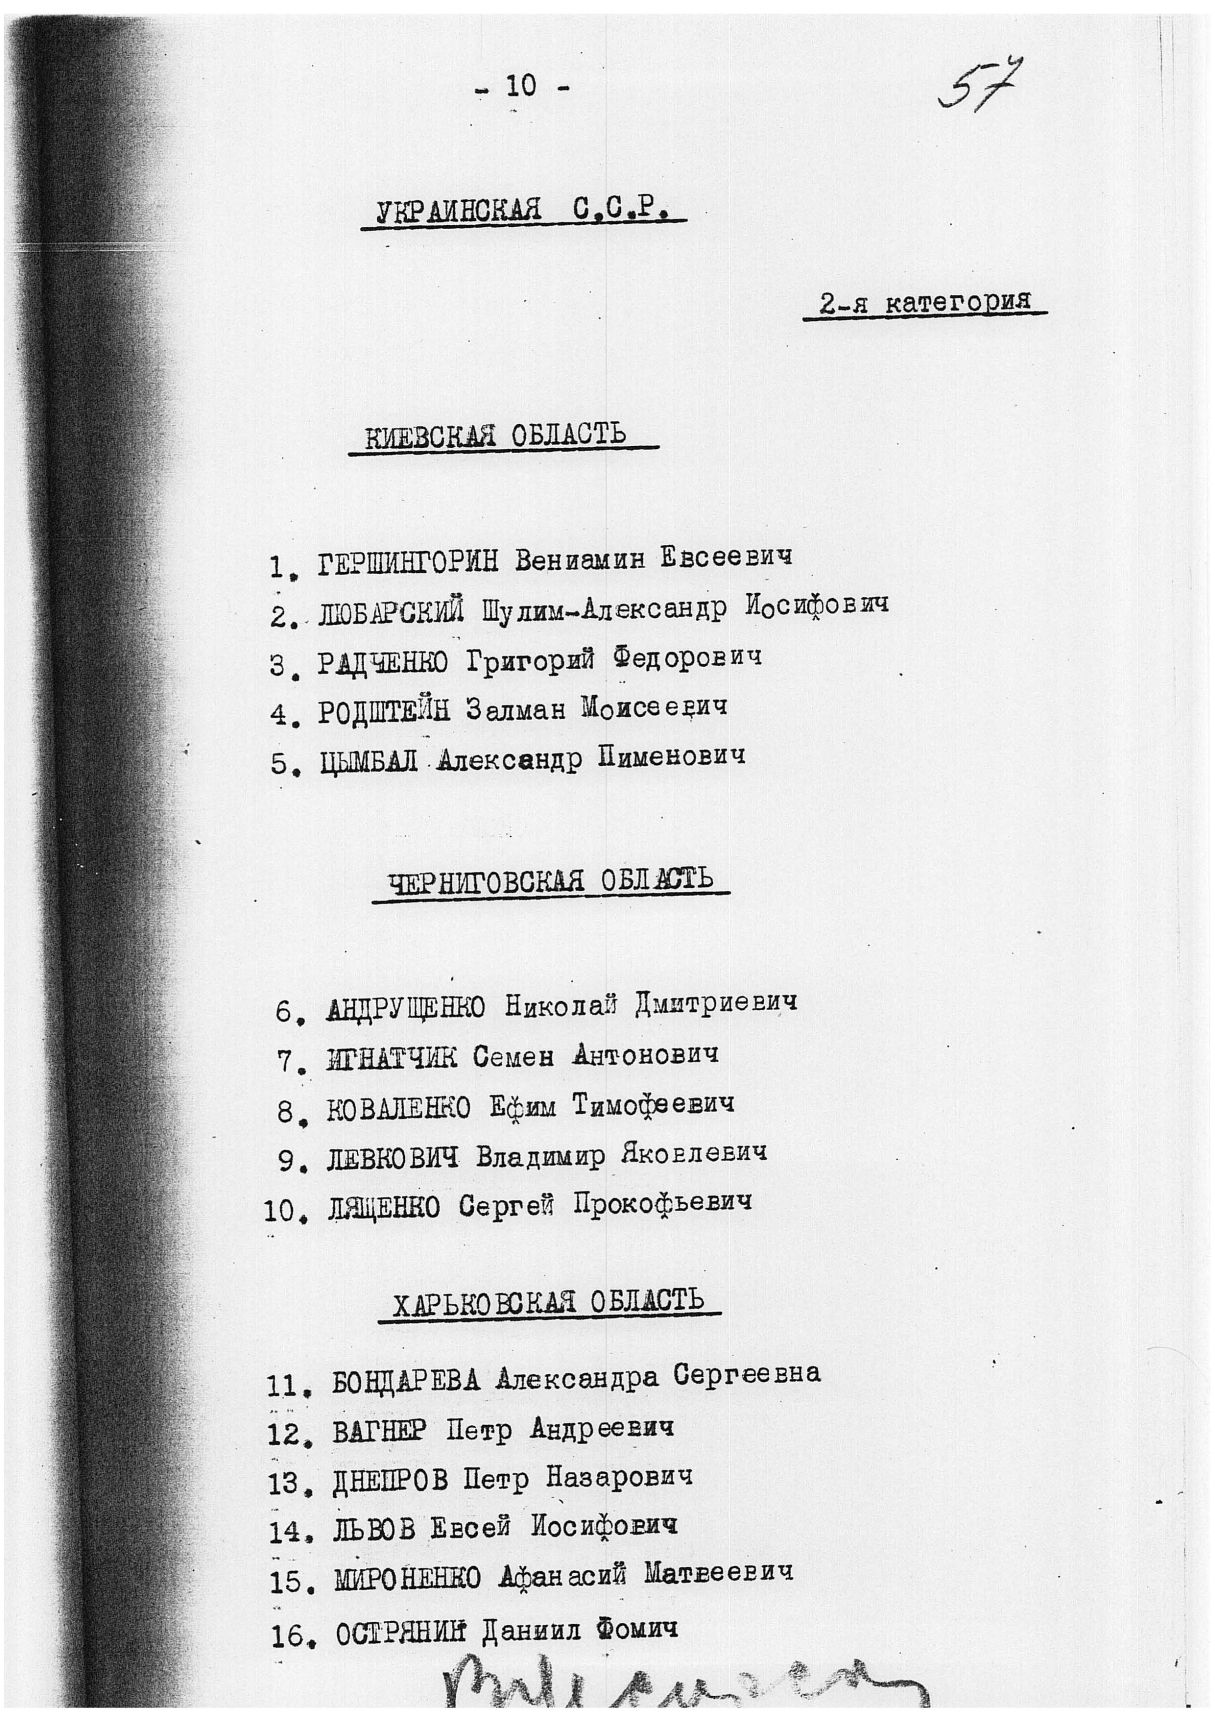 - 10 -
57
УКРАИНСКАЯ С.С.Р.
2-я категория
КИЕВСКАЯ ОБЛАСТЬ
1. ГЕРШИНГОРИН Вениамин Евсеевич
2. ЛЮБАРСКИЙ Шулим-Александр Иосифович
3. РАДЧЕНКО Григорий Федорович
4. РОДШТЕЙН Залман Моисеевич
5. ЦЫМБАЛ Александр Пименович
ЧЕРНИГОВСКАЯ ОБЛАСТЬ
6. АНДРУЩЕНКО Николай Дмитриевич
7. ИГНАТЧИК Семен Антонович
8. КОВАЛЕНКО Ефим Тимофеевич
9. ЛЕВКОВИЧ Владимир Яковлевич
10. ЛЯЩЕНКО Сергей Прокофьевич
ХАРЬКОВСКАЯ ОБЛАСТЬ
11. БОНДАРЕВА Александра Сергеевна
12. ВАГНЕР Петр Андреевич
13. ДНЕПРОВ Петр Назарович
14. ЛЬВОВ Евсей Иосифович
15. МИРОНЕНКО Афанасий Матвеевич
16. ОСТРЯНИН Даниил Фомич